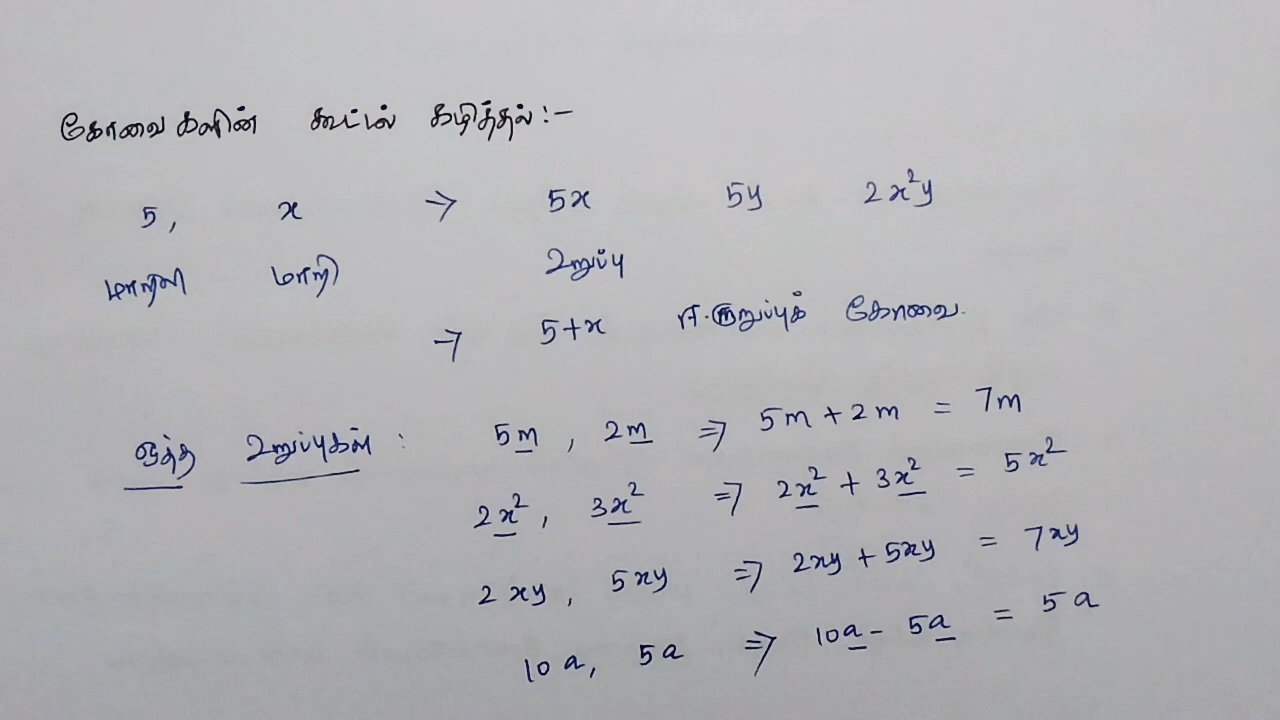 கோவைகளின் கூட்டல் கழித்தல் :-
5, x → 5x 5y 2x²y
மாறிலி மாறி உறுப்பு
→ 5+x ஈருறுப்புக் கோவை.
ஒத்த உறுப்புகள் : 5m , 2m ⇒ 5m + 2m = 7m
2x² , 3x² ⇒ 2x² + 3x² = 5x²
2xy, 5xy ⇒ 2xy + 5xy = 7xy
10a, 5a ⇒ 10a - 5a = 5a